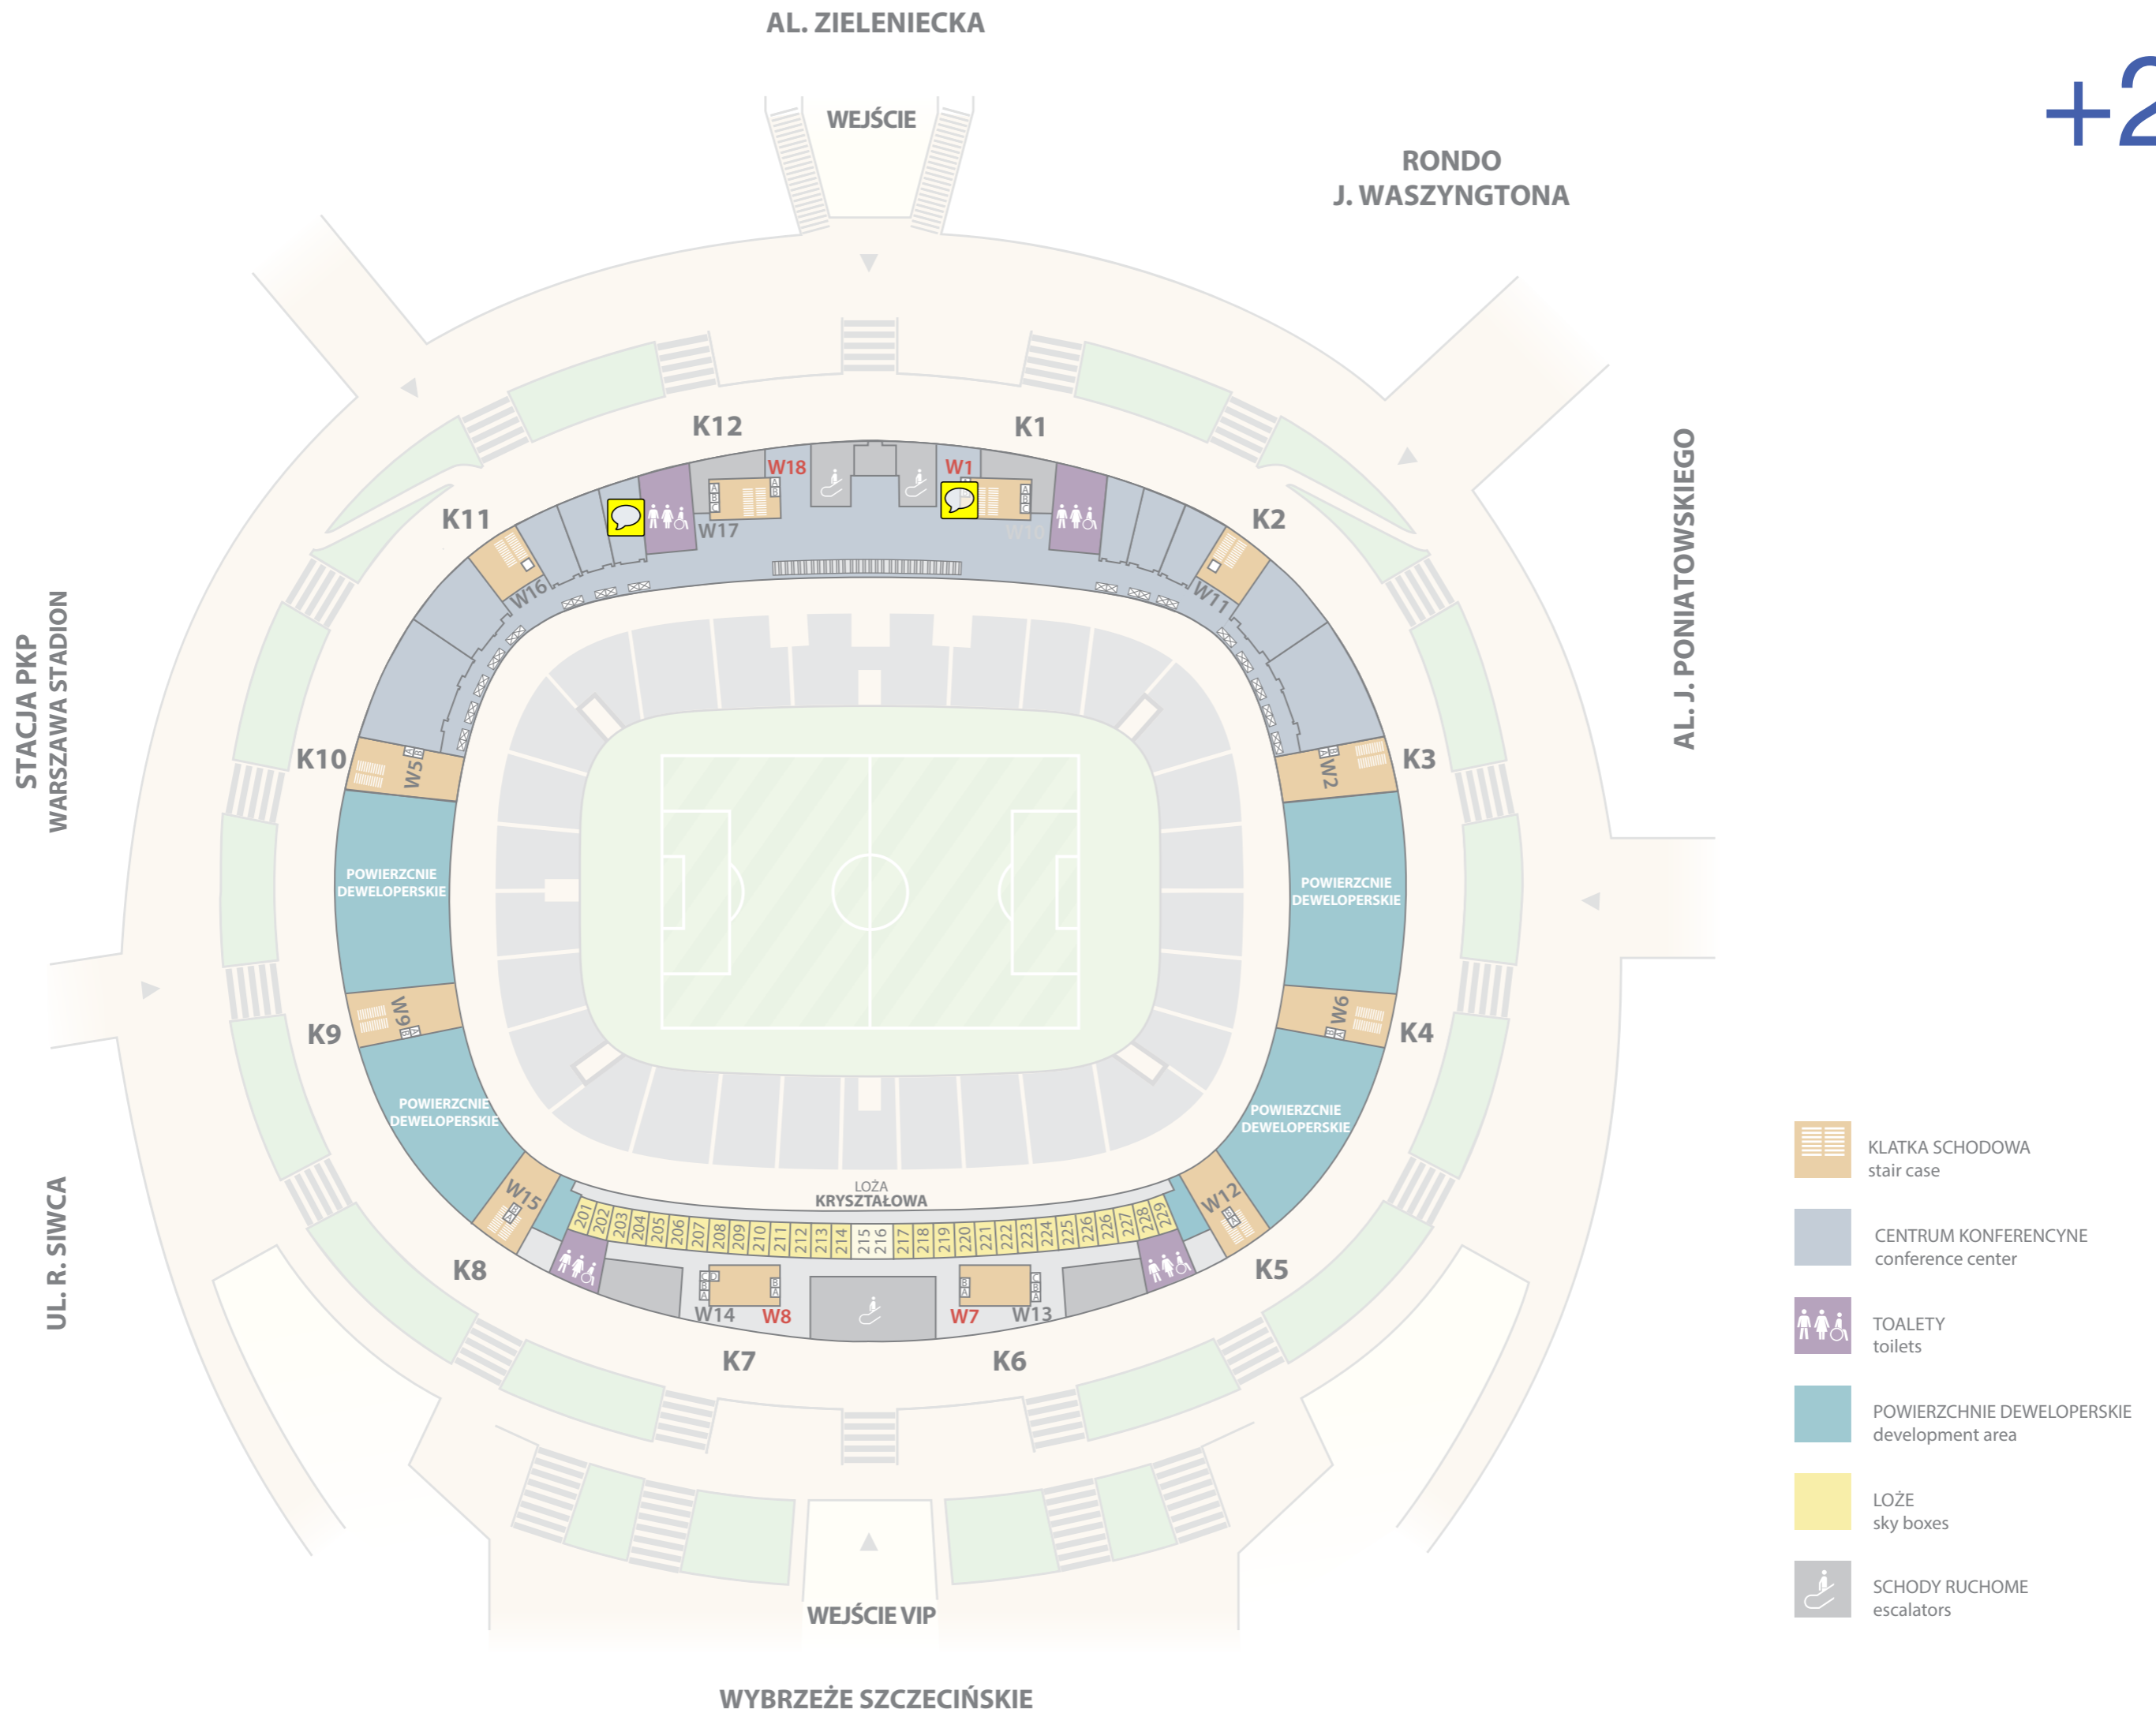 AL. ZIELENIECKA
+2
WEJŚCIE
RONDO
J. WASZYNGTONA
K12
K1
W18
W1
A
B
C
A
B
A
B
C
W17
W10
K11
K2
W16
W11
AL. J. PONIATOWSKIEGO
STACJA PKP
WARSZAWA STADION
K10
A
B
W5
K3
B
A
W2
POWIERZCNIE
DEWELOPERSKIE
POWIERZCNIE
DEWELOPERSKIE
K9
W9
B
A
K4
W6
B
A
POWIERZCNIE
DEWELOPERSKIE
POWIERZCNIE
DEWELOPERSKIE
KLATKA SCHODOWA
stair case
UL. R. SIWCA
W15
A
B
LOŻA
KRYSZTAŁOWA
W12
B
A
201 202 203 204 205 206 207 208 209 210 211 212 213 214 215 216 217 218 219 220 221 222 223 224 225 226 226 227 228 229
CENTRUM KONFERENCYNE
conference center
K8
K5
C D
B
A
B
A
B
A
C
B
A
W14
W8
W7
W13
TOALETY
toilets
K7
K6
POWIERZCHNIE DEWELOPERSKIE
development area
LOŻE
sky boxes
SCHODY RUCHOME
escalators
WEJŚCIE VIP
WYBRZEŻE SZCZECIŃSKIE